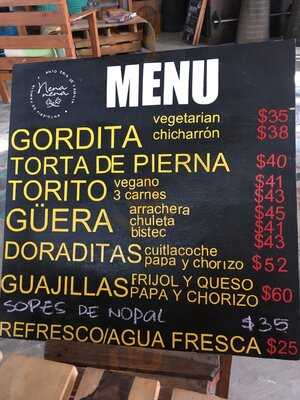 Nena
nena
MENU
GORDITA vegetarian $35
chicharrón $38
TORTA DE PIERNA $40
TORITO vegano $41
3 carnes $43
GÜERA arrachera $45
chuleta $41
bistec $43
DORADITAS cuitlacoche
papa y chorizo $52
GUAJILLAS FRIJOL Y QUESO
PAPA Y CHORIZO $60
SOPES DE NOPAL $35
REFRESCO/AGUA FRESCA $25